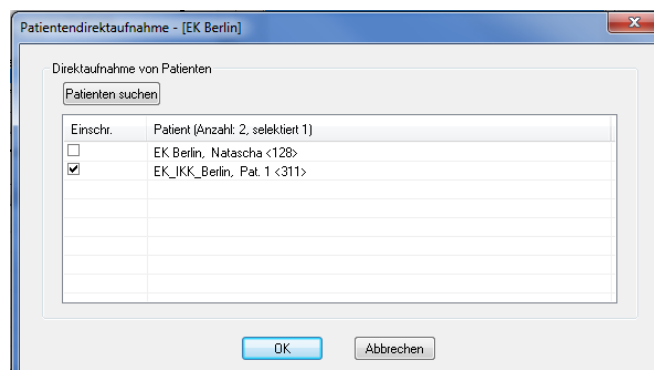 Patientendirektaufnahme - [EK Berlin]
Direktaufnahme von Patienten
Patienten suchen
Einschr. Patient (Anzahl: 2, selektiert 1)
EK Berlin, Natascha <128>
EK_IKK_Berlin, Pat. 1 <311>
OK Abbrechen